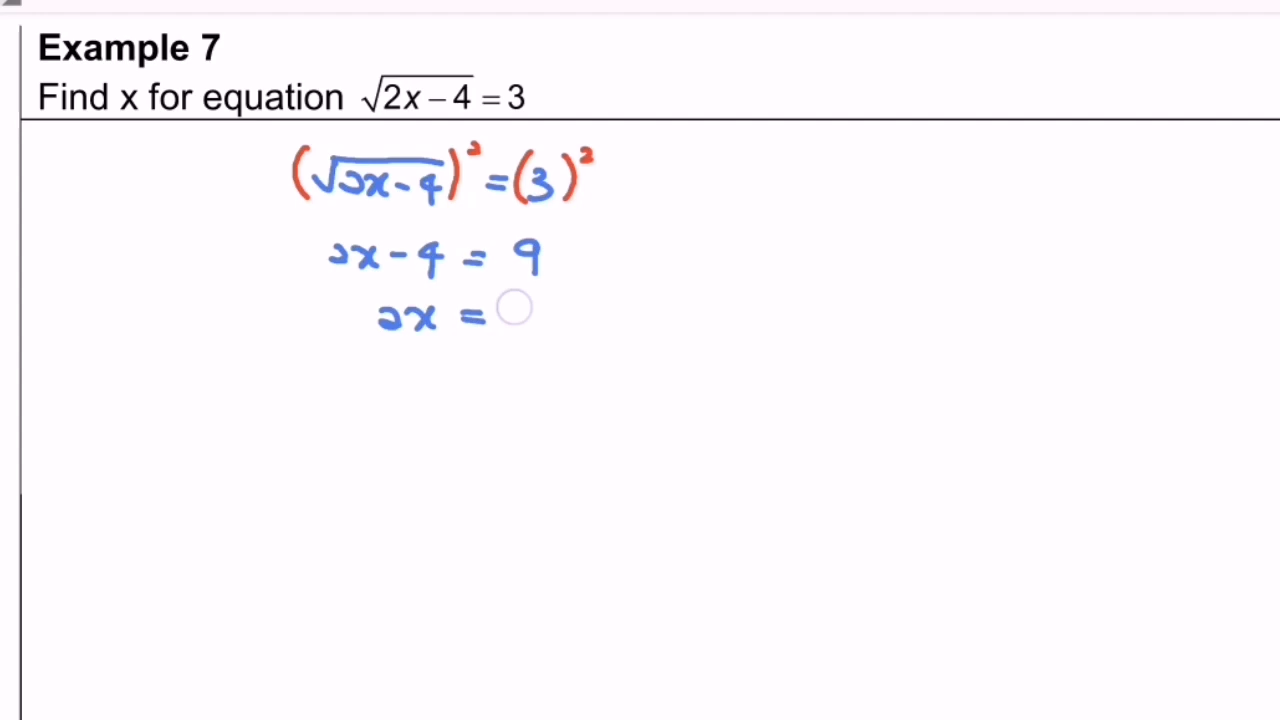 Example 7
Find x for equation √(2x – 4) = 3
(√(2x - 4))² = (3)²
2x - 4 = 9
2x =